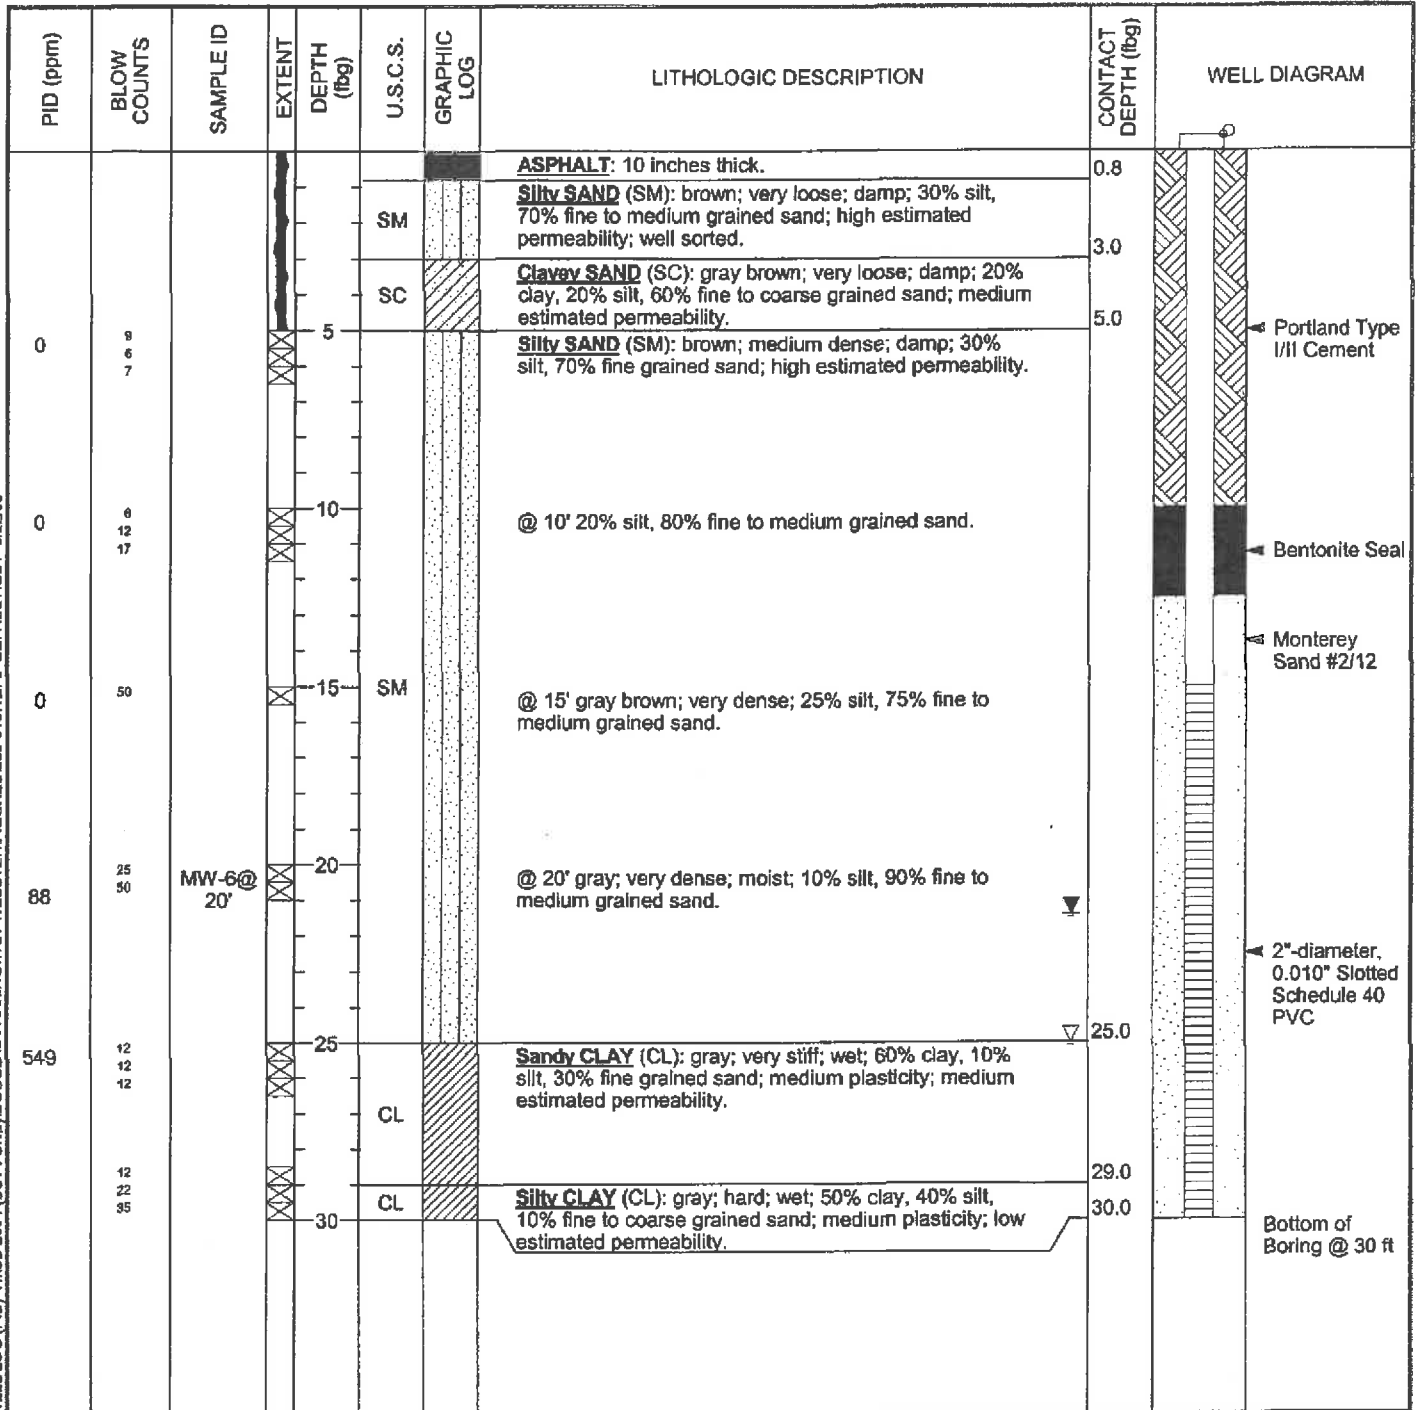 PID (ppm)
BLOW
COUNTS
SAMPLE ID
EXTENT
DEPTH
(fbg)
U.S.C.S.
GRAPHIC
LOG
LITHOLOGIC DESCRIPTION
CONTACT
DEPTH (fbg)
WELL DIAGRAM
ASPHALT: 10 inches thick.
0.8
SM
Silty SAND (SM): brown; very loose; damp; 30% silt,
70% fine to medium grained sand; high estimated
permeability; well sorted.
3.0
SC
Clayey SAND (SC): gray brown; very loose; damp; 20%
clay, 20% silt, 60% fine to coarse grained sand; medium
estimated permeability.
5.0
5
0
9
6
7
Silty SAND (SM): brown; medium dense; damp; 30%
silt, 70% fine grained sand; high estimated permeability.
Portland Type
I/II Cement
10
0
6
12
17
@ 10' 20% silt, 80% fine to medium grained sand.
Bentonite Seal
Monterey
Sand #2/12
15
0
50
SM
@ 15' gray brown; very dense; 25% silt, 75% fine to
medium grained sand.
20
88
25
50
MW-6@
20'
@ 20' gray; very dense; moist; 10% silt, 90% fine to
medium grained sand.
2"-diameter,
0.010" Slotted
Schedule 40
PVC
25
25.0
549
12
12
12
Sandy CLAY (CL): gray; very stiff; wet; 60% clay, 10%
silt, 30% fine grained sand; medium plasticity; medium
estimated permeability.
CL
29.0
12
22
35
CL
Silty CLAY (CL): gray; hard; wet; 50% clay, 40% silt,
10% fine to coarse grained sand; medium plasticity; low
estimated permeability.
30.0
30
Bottom of
Boring @ 30 ft